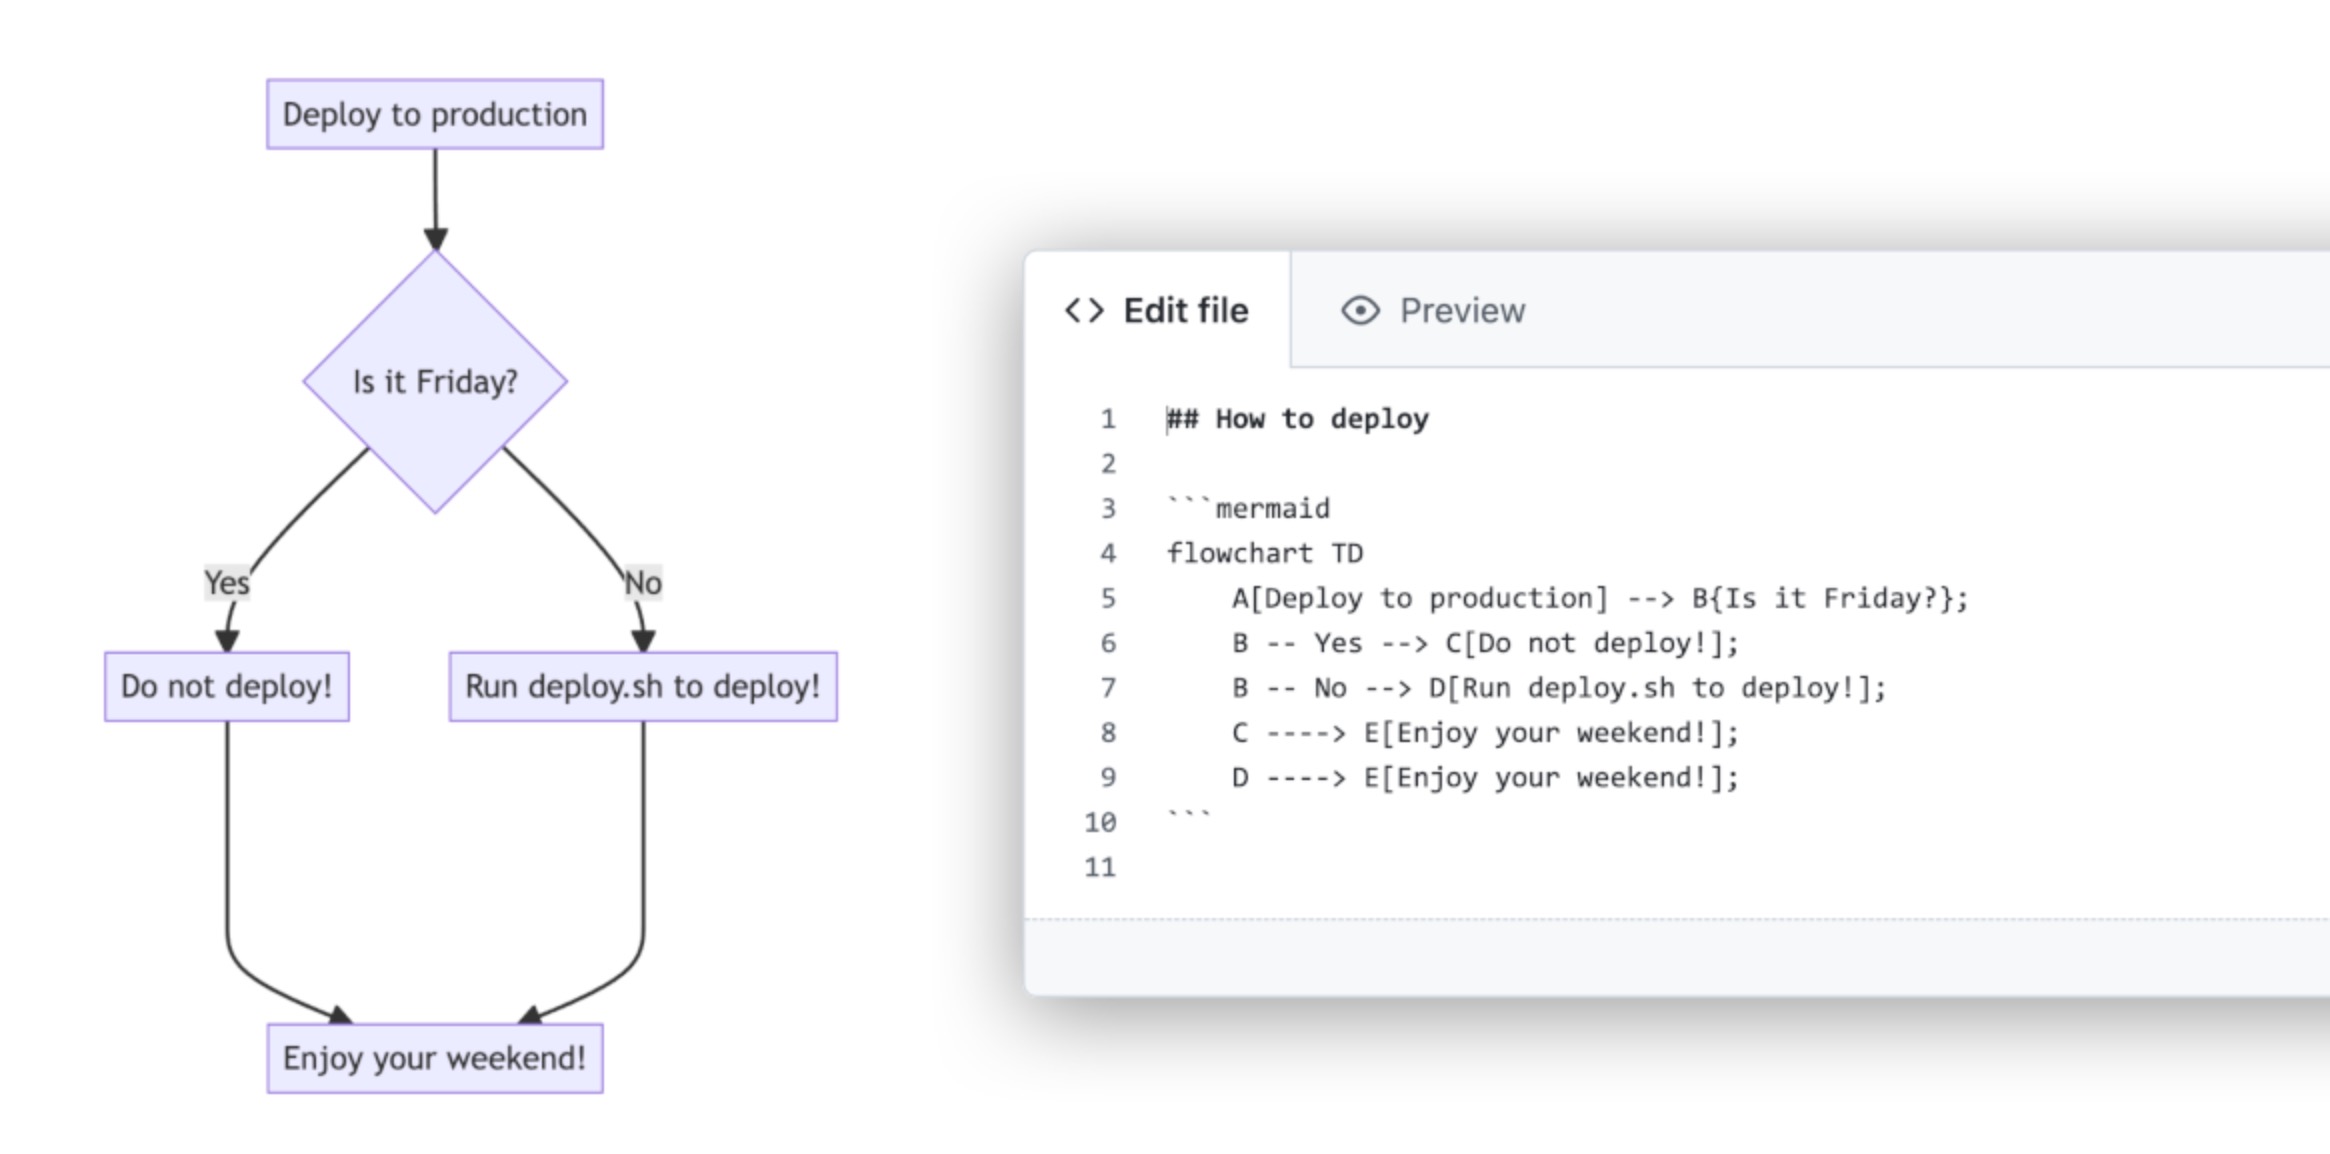 Deploy to production
Is it Friday?
Yes
No
Do not deploy!
Run deploy.sh to deploy!
Enjoy your weekend!
<> Edit file
Preview
1 ## How to deploy
2
3 ```mermaid
4 flowchart TD
5     A[Deploy to production] --> B{Is it Friday?};
6     B -- Yes --> C[Do not deploy!];
7     B -- No --> D[Run deploy.sh to deploy!];
8     C ----> E[Enjoy your weekend!];
9     D ----> E[Enjoy your weekend!];
10 ```
11